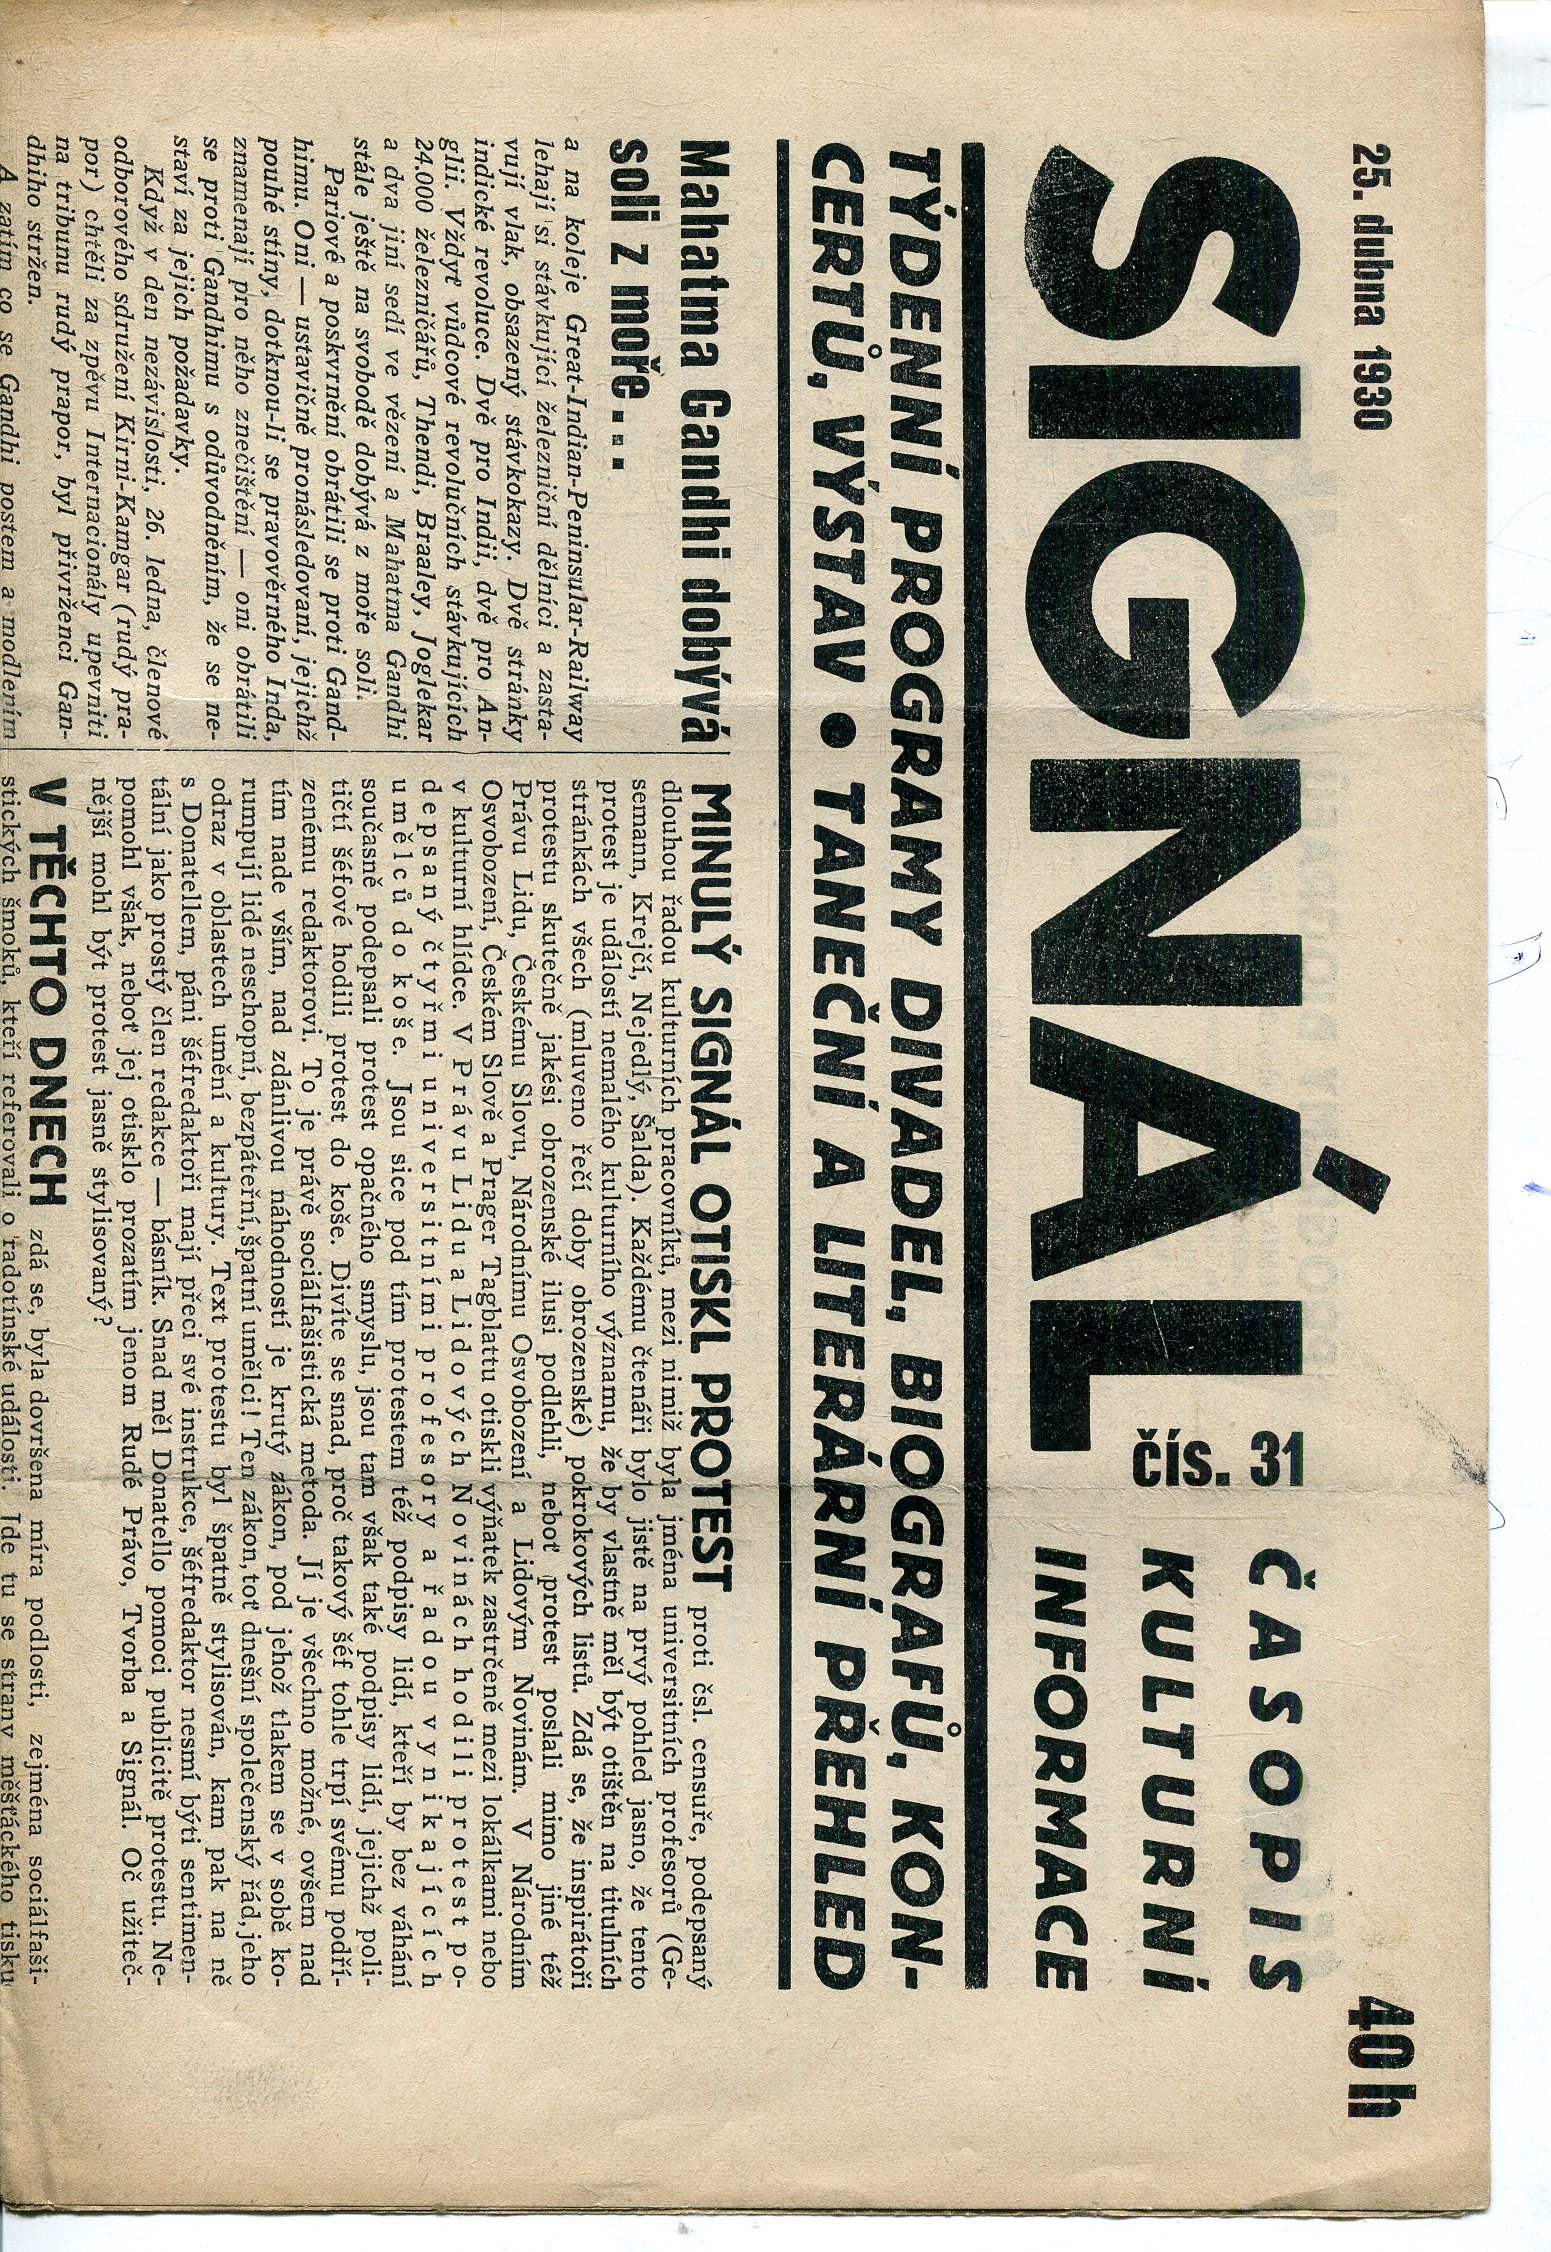 25. dubna 1930
40 h
SIGNÁL
čís. 31
ČASOPIS
KULTURNÍ
INFORMACE
TÝDENNÍ PROGRAMY DIVADEL, BIOGRAFŮ, KON-
CERTŮ, VÝSTAV • TANEČNÍ A LITERÁRNÍ PŘEHLED
Mahatma Gandhi dobývá
soli z moře...
a na koleje Great-Indian-Peninsular-Railway
lehají si stávkující železniční dělníci a zasta-
vují vlak, obsazený stávkokazy. Dvě stránky
indické revoluce. Dvě pro Indii, dvě pro An-
glii. Vždyť vůdcové revolučních stávkujících
24.000 železničářů, Thendi, Braaley, Joglekar
a dva jiní sedí ve vězení a Mahatma Gandhi
stále ještě na svobodě dobývá z moře soli.
Pariové a poskvrnění obrátili se proti Gand-
himu. Oni — ustavičně pronásledovaní, jejichž
pouhé stíny, dotknou-li se pravověrného Inda,
znamenají pro něho znečištění — oni obrátili
se proti Gandhimu s odůvodněním, že se ne-
staví za jejich požadavky.
Když v den nezávislosti, 26. ledna, členové
odborového sdružení Kirni-Kamgar (rudý pra-
por) chtěli za zpěvu Internacionály upevniti
na tribunu rudý prapor, byl přívrženci Gan-
dhiho stržen.
A zatím co se Gandhi postem a modlením
MINULÝ SIGNÁL OTISKL PROTEST proti čsl. censuře, podepsaný
dlouhou řadou kulturních pracovníků, mezi nimiž byla jména universitních profesorů (Ge-
semann, Krejčí, Nejedlý, Šalda). Každému čtenáři bylo jistě na prvý pohled jasno, že tento
protest je událostí nemalého kulturního významu, že by vlastně měl být otištěn na titulních
stránkách všech (mluveno řečí doby obrozenské) pokrokových listů. Zdá se, že inspirátoři
protestu skutečně jakési obrozenské ilusi podlehli, neboť protest poslali mimo jiné též
Právu Lidu, Českému Slovu, Národnímu Osvobození a Lidovým Novinám. V Národním
Osvobození, Českém Slově a Prager Tagblattu otiskli výňatek zastrčeně mezi lokálkami nebo
v kulturní hlídce. V Právu Lidu a Lidových Novinách hodili protest po-
depsaný čtyřmi universitními profesory a řadou vynikajících
umělců do koše. Jsou sice pod tím protestem též podpisy lidí, kteří by bez váhání
současně podepsali protest opačného smyslu, jsou tam však také podpisy lidí, jejichž poli-
tičtí šéfové hodili protest do koše. Divíte se snad, proč takový šéf tohle trpí svému podří-
zenému redaktorovi. To je právě sociálfašistická metoda. Jí je všechno možné, ovšem nad
tím nade vším, nad zdánlivou náhodností je krutý zákon, pod jehož tlakem se v sobě ko-
rumpují lidé neschopní, bezpáteřní, špatní umělci! Ten zákon, toť dnešní společenský řád, jeho
odraz v oblastech umění a kultury. Text protestu byl špatně stylisován, kam pak na ně
s Donatellem, páni šéfredaktoři mají přeci své instrukce, šéfredaktor nesmí býti sentimen-
tální jako prostý člen redakce — básník. Snad měl Donatello pomoci publicitě protestu. Ne-
pomohl však, neboť jej otisklo prozatím jenom Rudé Právo, Tvorba a Signál. Oč užiteč-
nější mohl být protest jasně stylisovaný?
V TĚCHTO DNECH zdá se, byla dovršena míra podlosti, zejména sociálfaši-
stických šmoků, kteří referovali o radotínské události. Jde tu se strany měšťáckého tisku